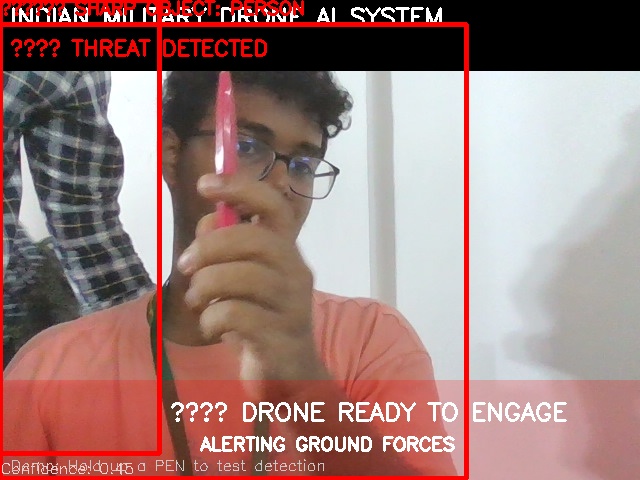 SHARP OBJECT: PERSON
INDIAN MILITARY DRONE AI SYSTEM
???? THREAT DETECTED
???? DRONE READY TO ENGAGE
ALERTING GROUND FORCES
Demo: Hold up a PEN to test detection
Confidence: 0.45